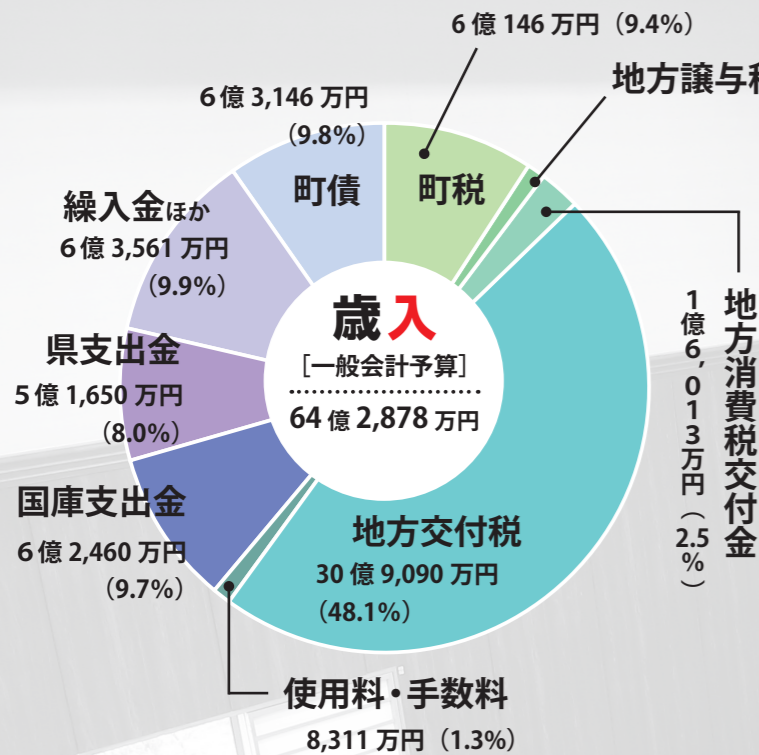 6億146万円（9.4%）
地方譲与税
6億3,146万円
（9.8%）
町債
町税
繰入金ほか
6億3,561万円
（9.9%）
歳入
［一般会計予算］
64億2,878万円
地方消費税交付金
1億6,013万円（2.5%）
県支出金
5億1,650万円
（8.0%）
国庫支出金
6億2,460万円
（9.7%）
地方交付税
30億9,090万円
（48.1%）
使用料・手数料
8,311万円（1.3%）